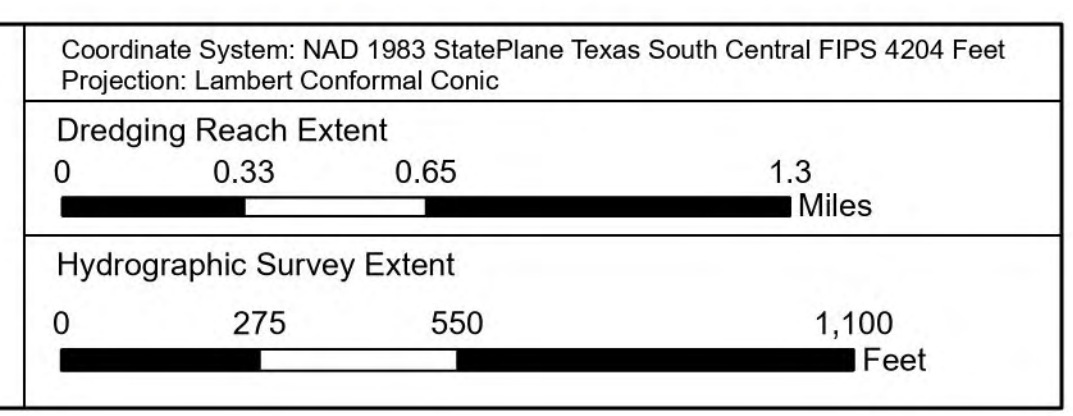 Coordinate System: NAD 1983 StatePlane Texas South Central FIPS 4204 Feet
Projection: Lambert Conformal Conic
Dredging Reach Extent
0 0.33 0.65 1.3
Miles
Hydrographic Survey Extent
0 275 550 1,100
Feet